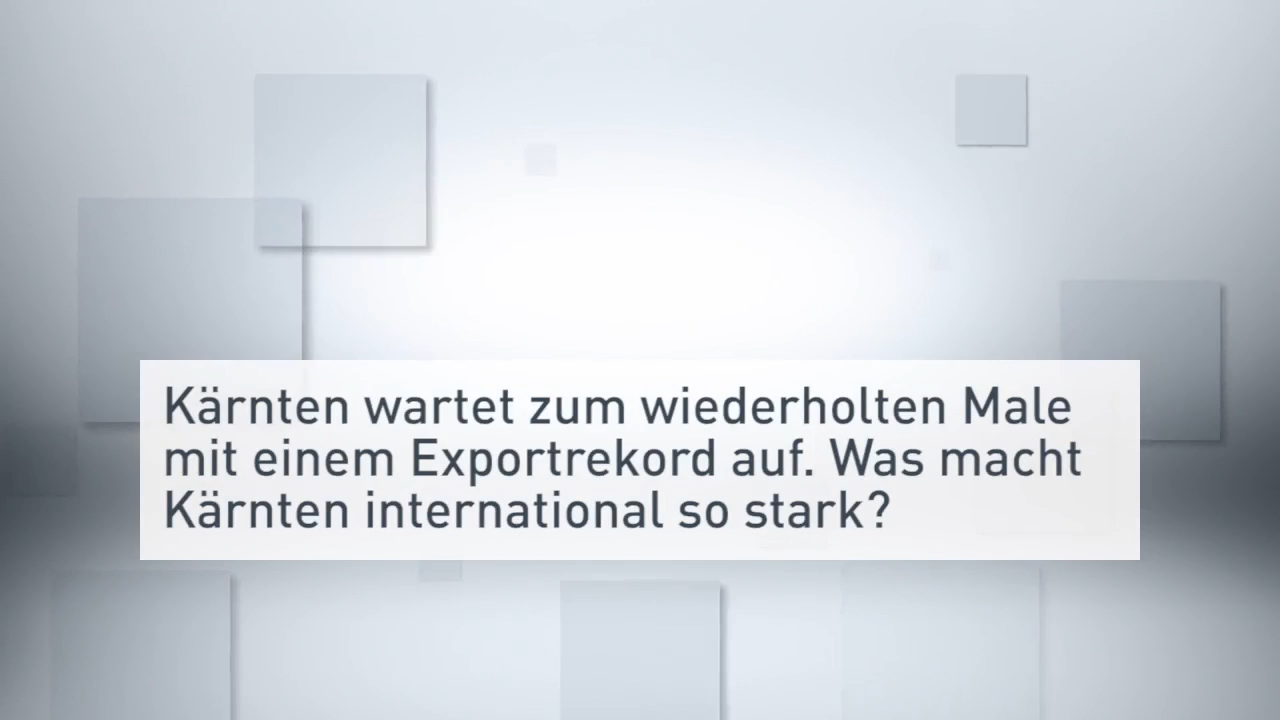 Kärnten wartet zum wiederholten Male
mit einem Exportrekord auf. Was macht
Kärnten international so stark?